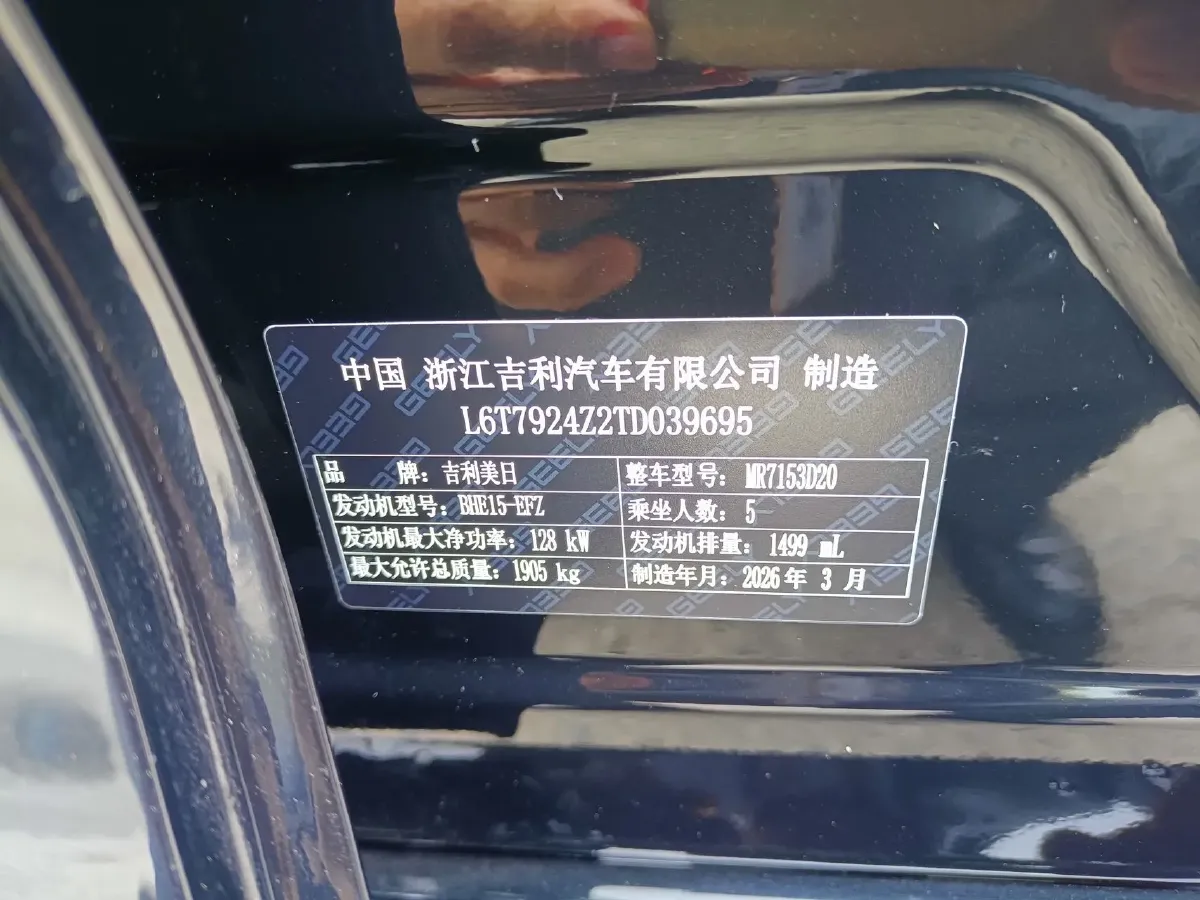 中国 浙江吉利汽车有限公司 制造
L6T7924Z2TD039695
品 牌：吉利美日 整车型号：MR7153D20
发动机型号：BHE15-EFZ 乘坐人数：5
发动机最大净功率：128 kW 发动机排量：1499 mL
最大允许总质量：1905 kg 制造年月：2026 年 3 月
GEELY